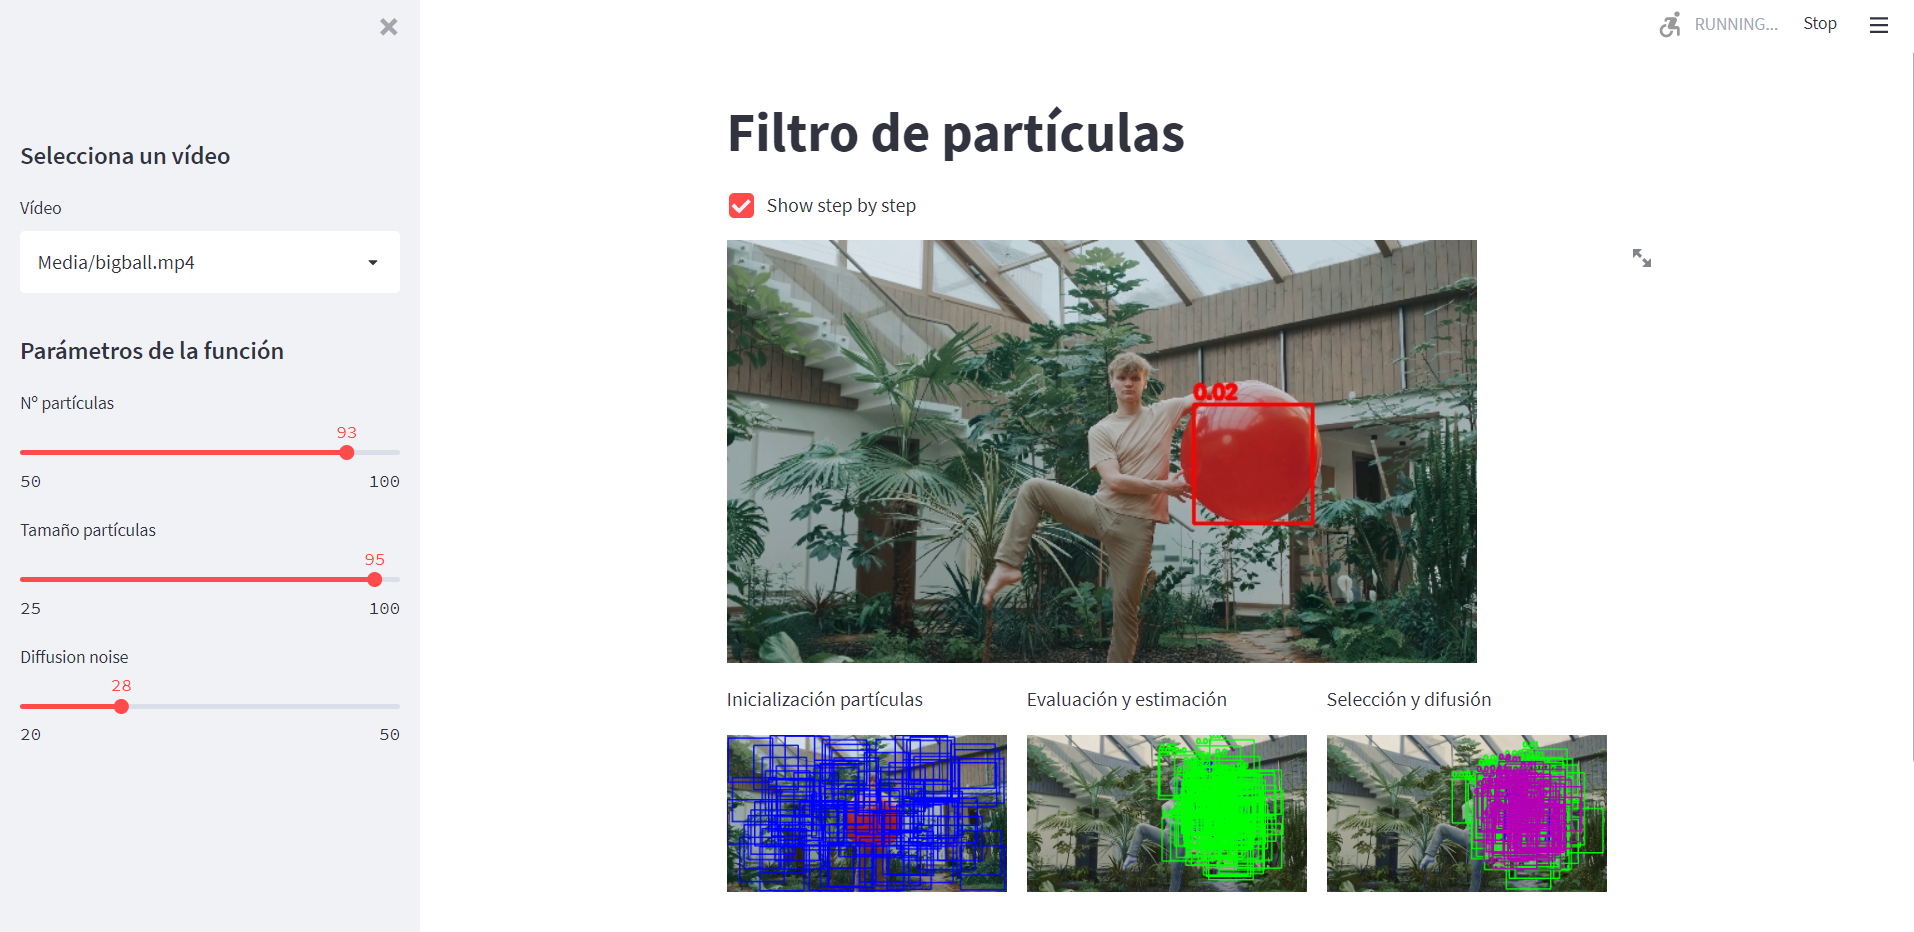 RUNNING...
Stop
Selecciona un vídeo
Vídeo
Media/bigball.mp4
Parámetros de la función
Nº partículas
93
50
100
Tamaño partículas
95
25
100
Diffusion noise
28
20
50
Filtro de partículas
Show step by step
0.02
Inicialización partículas
Evaluación y estimación
Selección y difusión